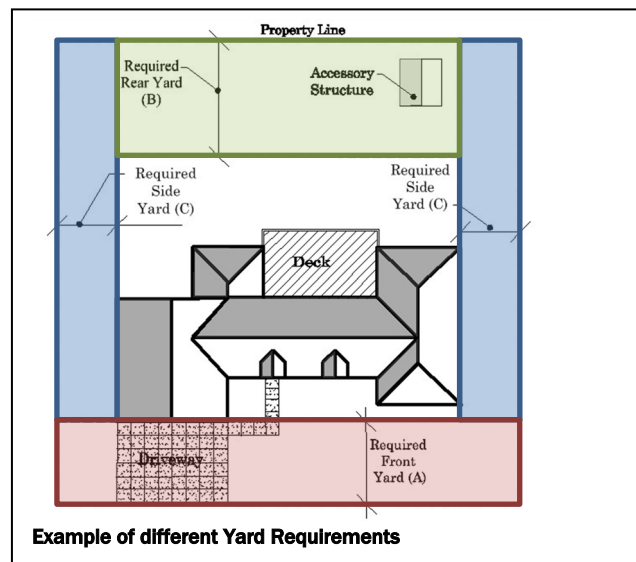 Property Line
Required
Rear Yard
(B)
Accessory
Structure
Required
Side
Yard (C)
Required
Side
Yard (C)
Deck
Driveway
Required
Front
Yard (A)
Example of different Yard Requirements